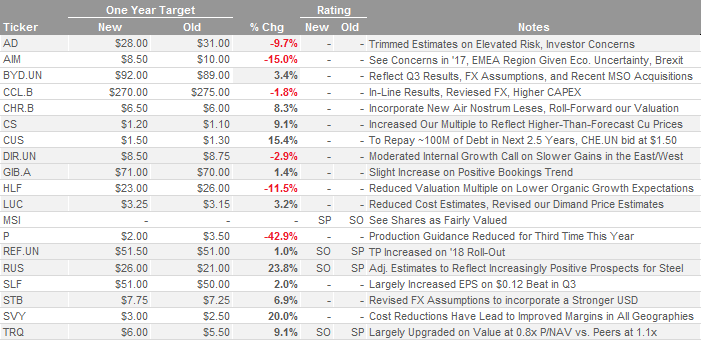 One Year Target Rating
Ticker New Old % Chg New Old Notes
AD $28.00 $31.00 -9.7% - - Trimmed Estimates on Elevated Risk, Investor Concerns
AIM $8.50 $10.00 -15.0% - - See Concerns in '17, EMEA Region Given Eco. Uncertainty, Brexit
BYD.UN $92.00 $89.00 3.4% - - Reflect Q3 Results, FX Assumptions, and Recent MSO Acquisitions
CCL.B $270.00 $275.00 -1.8% - - In-Line Results, Revised FX, Higher CAPEX
CHR.B $6.50 $6.00 8.3% - - Incorporate New Air Nostrum Leses, Roll-Forward our Valuation
CS $1.20 $1.10 9.1% - - Increased Our Multiple to Reflect Higher-Than-Forecast Cu Prices
CUS $1.50 $1.30 15.4% - - To Repay ~100M of Debt in Next 2.5 Years, CHE.UN bid at $1.50
DIR.UN $8.50 $8.75 -2.9% - - Moderated Internal Growth Call on Slower Gains in the East/West
GIB.A $71.00 $70.00 1.4% - - Slight Increase on Positive Bookings Trend
HLF $23.00 $26.00 -11.5% - - Reduced Valuation Multiple on Lower Organic Growth Expectations
LUC $3.25 $3.15 3.2% - - Reduced Cost Estimates, Revised our Dimand Price Estimates
MSI - - - SP SO See Shares as Fairly Valued
P $2.00 $3.50 -42.9% - - Production Guidance Reduced for Third Time This Year
REF.UN $51.50 $51.00 1.0% SO SP TP Increased on '18 Roll-Out
RUS $26.00 $21.00 23.8% SO SP Adj. Estimates to Reflect Increasingly Positive Prospects for Steel
SLF $51.00 $50.00 2.0% - - Largely Increased EPS on $0.12 Beat in Q3
STB $7.75 $7.25 6.9% - - Revised FX Assumptions to incorporate a Stronger USD
SVY $3.00 $2.50 20.0% - - Cost Reductions Have Lead to Improved Margins in All Geographies
TRQ $6.00 $5.50 9.1% SO SP Largely Upgraded on Value at 0.8x P/NAV vs. Peers at 1.1x